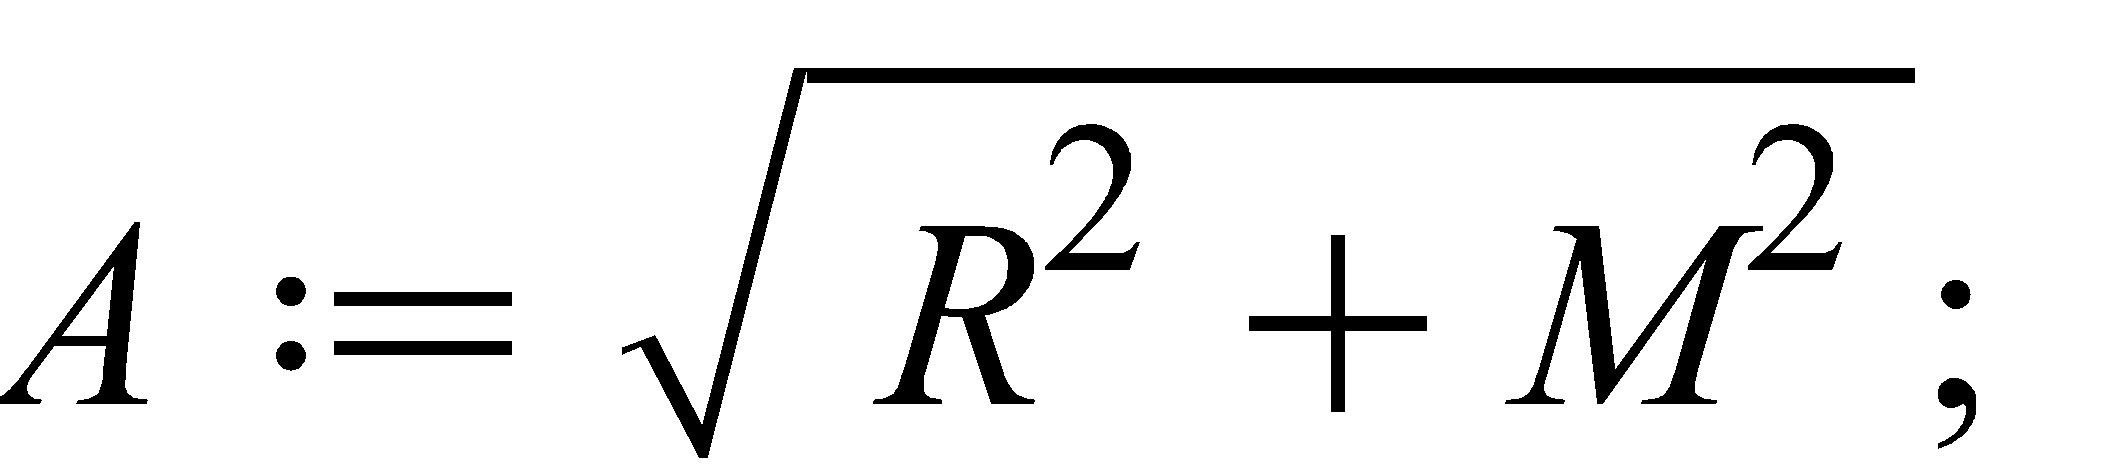 A := √(R² + M²);